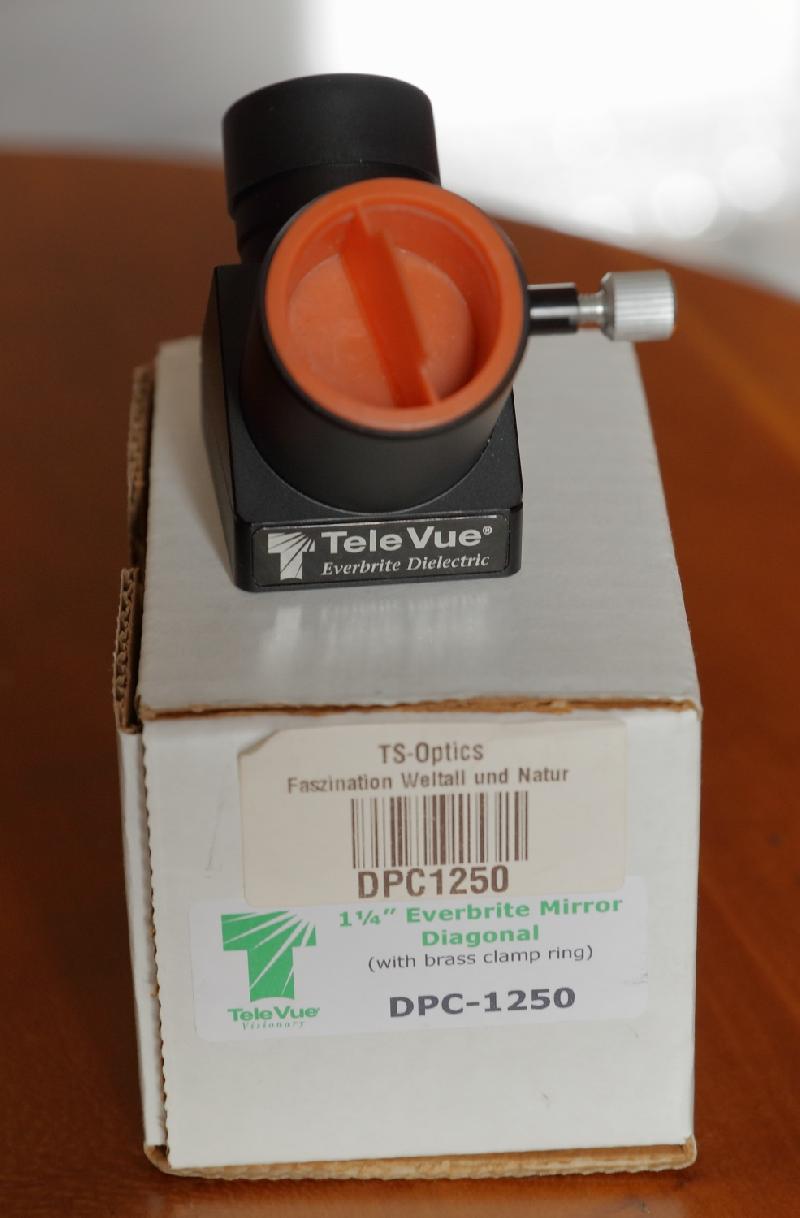 TeleVue®
Everbrite Dielectric
TS-Optics
Faszination Weltall und Natur
DPC1250
1¼" Everbrite Mirror
Diagonal
(with brass clamp ring)
DPC-1250
TeleVue®
Visionary